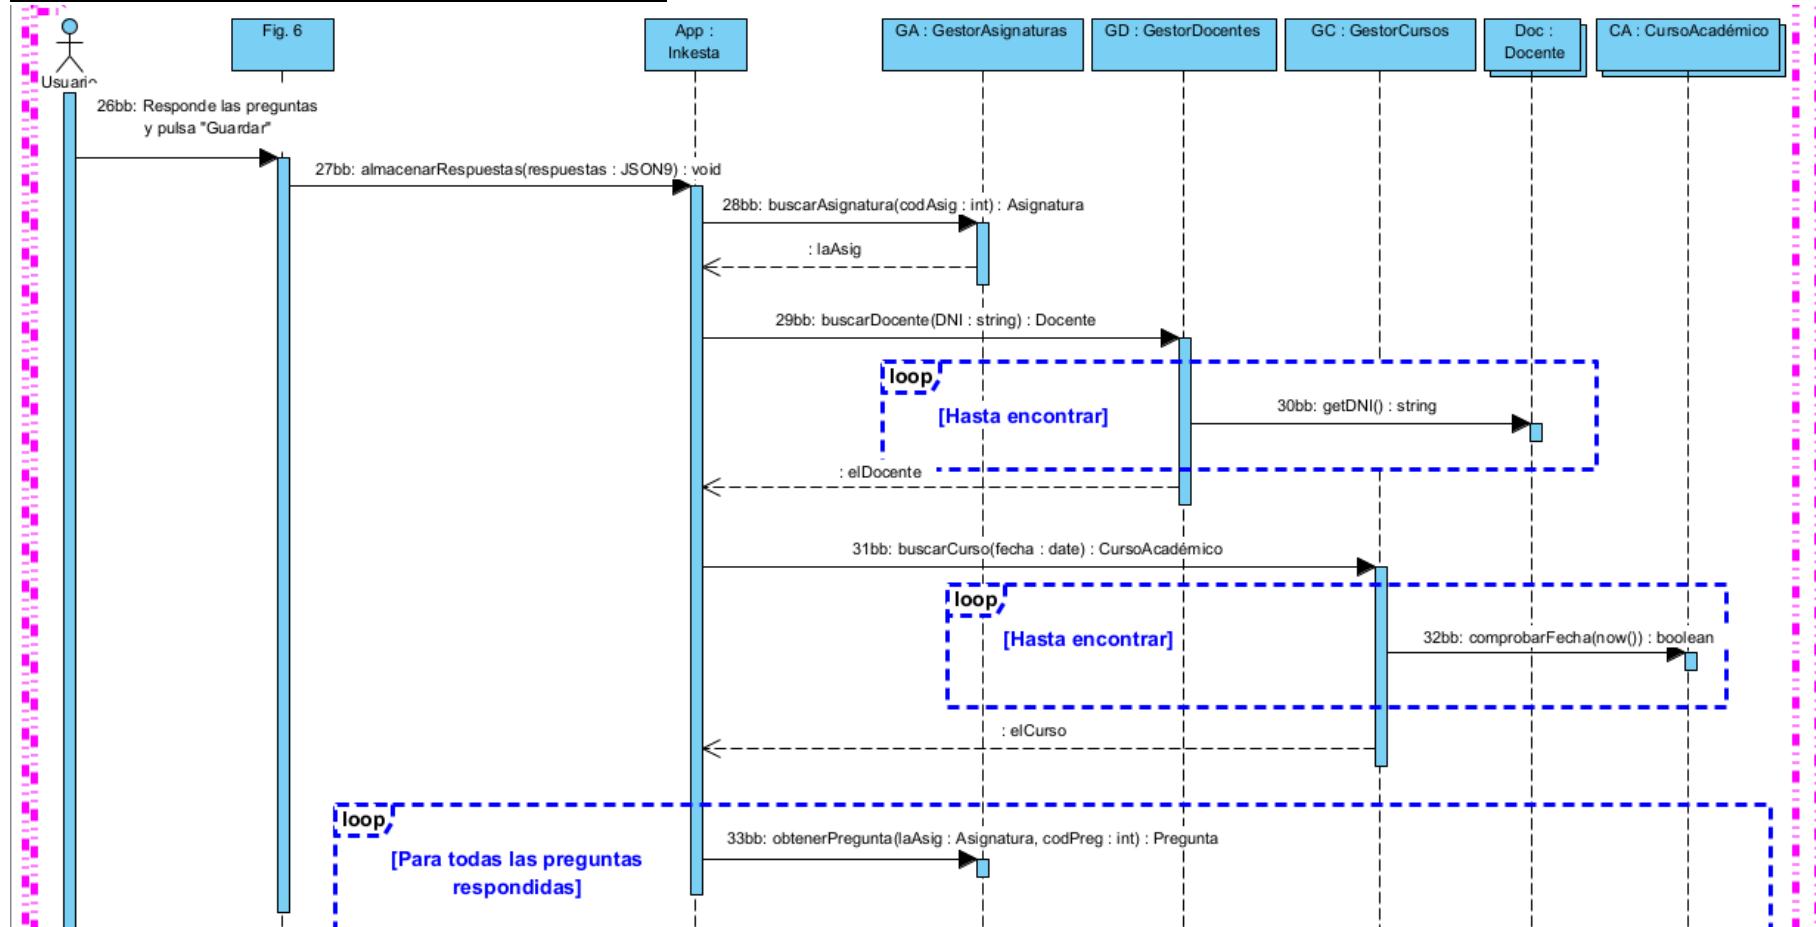 Fig. 6
App :
Inkesta
GA : GestorAsignaturas
GD : GestorDocentes
GC : GestorCursos
Doc :
Docente
CA : CursoAcadémico
Usuario
26bb: Responde las preguntas
y pulsa "Guardar"
27bb: almacenarRespuestas(respuestas : JSON9) : void
28bb: buscarAsignatura(codAsig : int) : Asignatura
: laAsig
29bb: buscarDocente(DNI : string) : Docente
loop
[Hasta encontrar]
30bb: getDNI() : string
: elDocente
31bb: buscarCurso(fecha : date) : CursoAcadémico
loop
[Hasta encontrar]
32bb: comprobarFecha(now()) : boolean
: elCurso
loop
[Para todas las preguntas
respondidas]
33bb: obtenerPregunta(laAsig : Asignatura, codPreg : int) : Pregunta